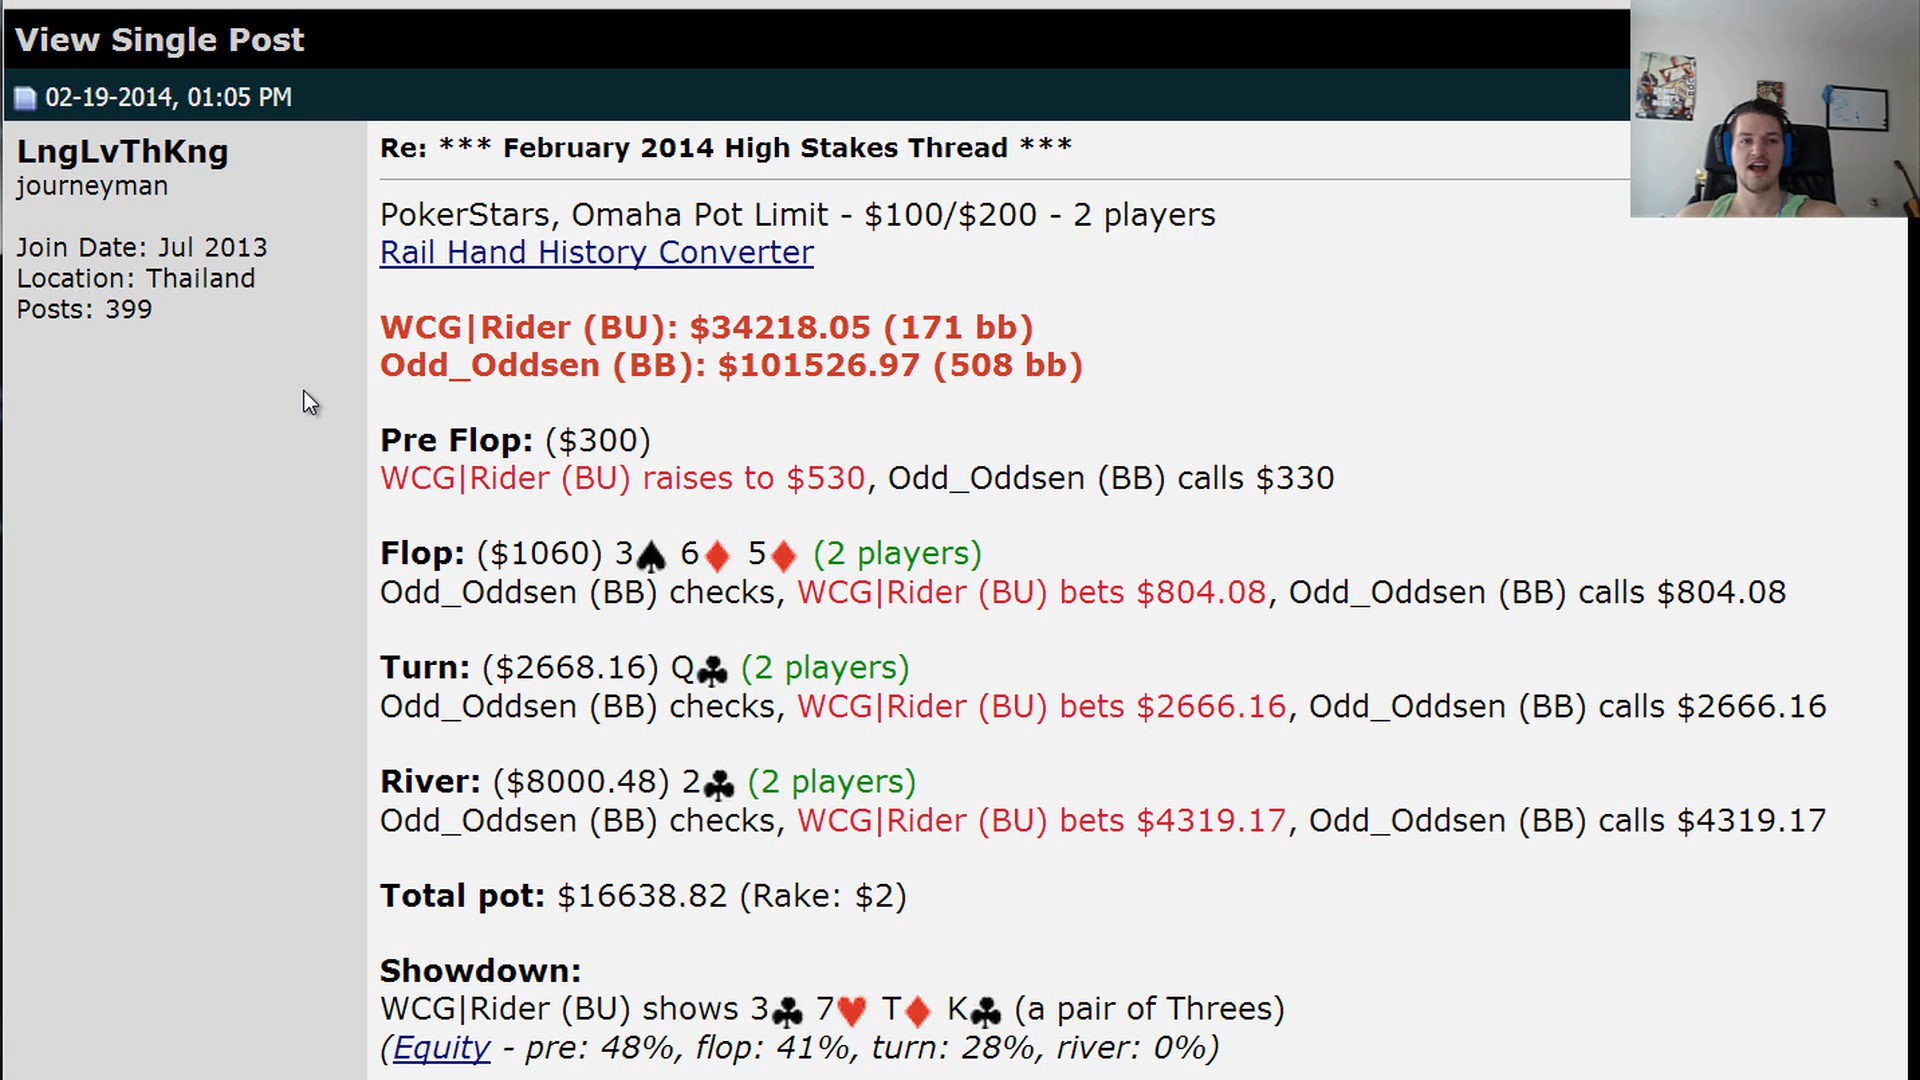 View Single Post
02-19-2014, 01:05 PM
LngLvThKng
journeyman
Join Date: Jul 2013
Location: Thailand
Posts: 399
Re: *** February 2014 High Stakes Thread ***
PokerStars, Omaha Pot Limit - $100/$200 - 2 players
Rail Hand History Converter
WCG|Rider (BU): $34218.05 (171 bb)
Odd_Oddsen (BB): $101526.97 (508 bb)
Pre Flop: ($300)
WCG|Rider (BU) raises to $530, Odd_Oddsen (BB) calls $330
Flop: ($1060) 3♠ 6♦ 5♦ (2 players)
Odd_Oddsen (BB) checks, WCG|Rider (BU) bets $804.08, Odd_Oddsen (BB) calls $804.08
Turn: ($2668.16) Q♣ (2 players)
Odd_Oddsen (BB) checks, WCG|Rider (BU) bets $2666.16, Odd_Oddsen (BB) calls $2666.16
River: ($8000.48) 2♣ (2 players)
Odd_Oddsen (BB) checks, WCG|Rider (BU) bets $4319.17, Odd_Oddsen (BB) calls $4319.17
Total pot: $16638.82 (Rake: $2)
Showdown:
WCG|Rider (BU) shows 3♣ 7♥ T♦ K♣ (a pair of Threes)
(Equity - pre: 48%, flop: 41%, turn: 28%, river: 0%)